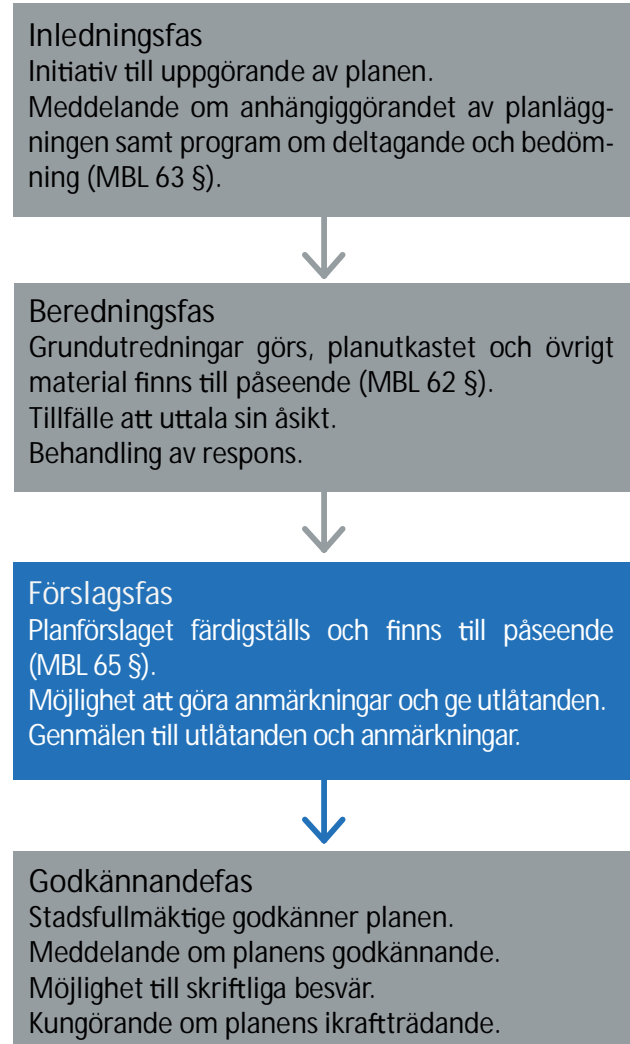 Inledningsfas
Initiativ till uppgörande av planen.
Meddelande om anhängiggörandet av planlägg-
ningen samt program om deltagande och bedöm-
ning (MBL 63 §).
Beredningsfas
Grundutredningar görs, planutkastet och övrigt
material finns till påseende (MBL 62 §).
Tillfälle att uttala sin åsikt.
Behandling av respons.
Förslagsfas
Planförslaget färdigställs och finns till påseende
(MBL 65 §).
Möjlighet att göra anmärkningar och ge utlåtanden.
Genmälen till utlåtanden och anmärkningar.
Godkännandefas
Stadsfullmäktige godkänner planen.
Meddelande om planens godkännande.
Möjlighet till skriftliga besvär.
Kungörande om planens ikraftträdande.